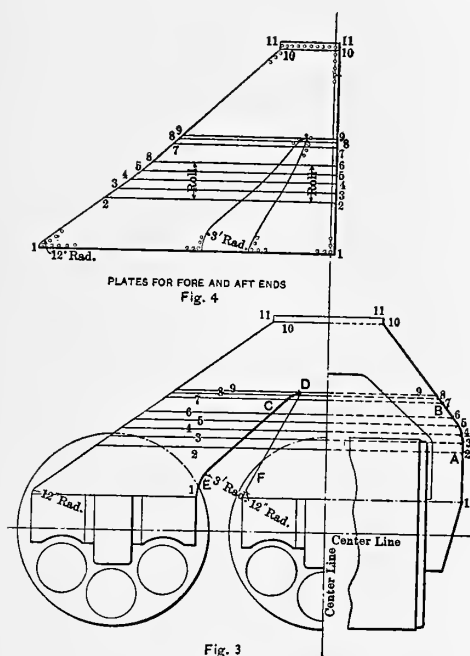 11 11
10 10
9 9
8 8
7 7
8 6
5 5
4 4
3 3
2 2
Roll Roll
3' Rad.
1 1
12' Rad.
PLATES FOR FORE AND AFT ENDS
Fig. 4
11 11
10 10
D
9 9
8 8
7 7
C B
6 6
5 5
4 4
3 3
2 A 2
E 3' Rad. F
12" Rad. 1 12" Rad. 1
Center Line
Center Line
Fig. 3